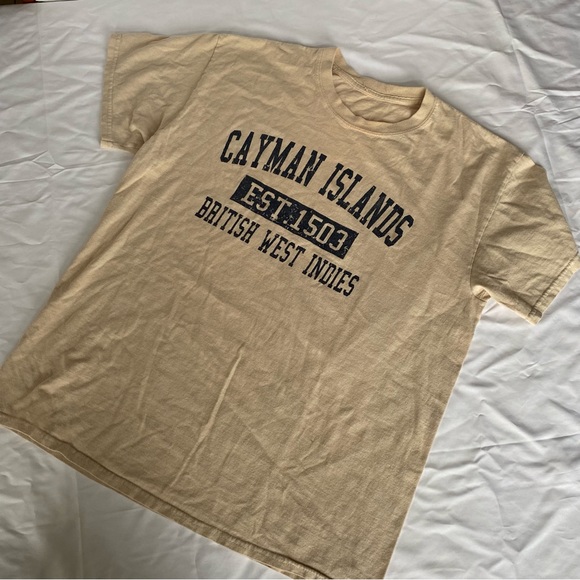 CAYMAN ISLANDS
EST. 1503
BRITISH WEST INDIES